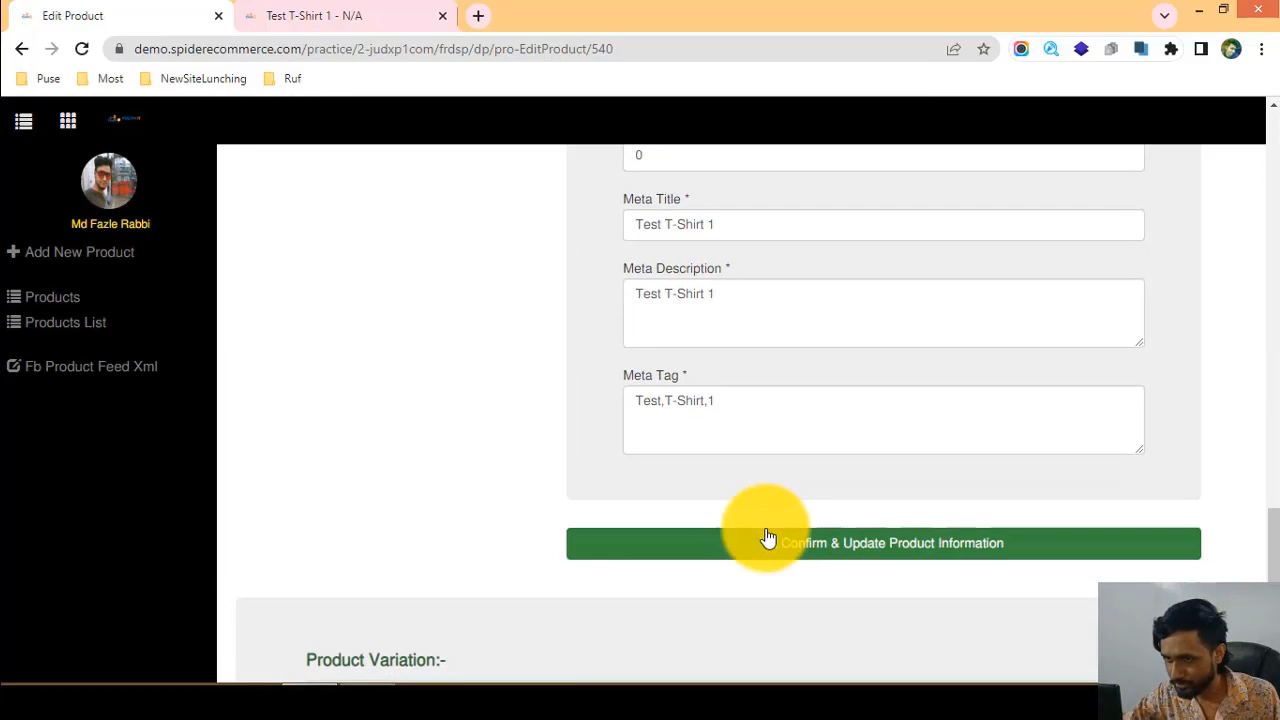 Edit Product
Test T-Shirt 1 - N/A
demo.spiderecommerce.com/practice/2-judxp1com/frdsp/dp/pro-EditProduct/540
Puse
Most
NewSiteLunching
Ruf
Md Fazle Rabbi
Add New Product
Products
Products List
Fb Product Feed Xml
0
Meta Title *
Test T-Shirt 1
Meta Description *
Test T-Shirt 1
Meta Tag *
Test,T-Shirt,1
Confirm & Update Product Information
Product Variation:-